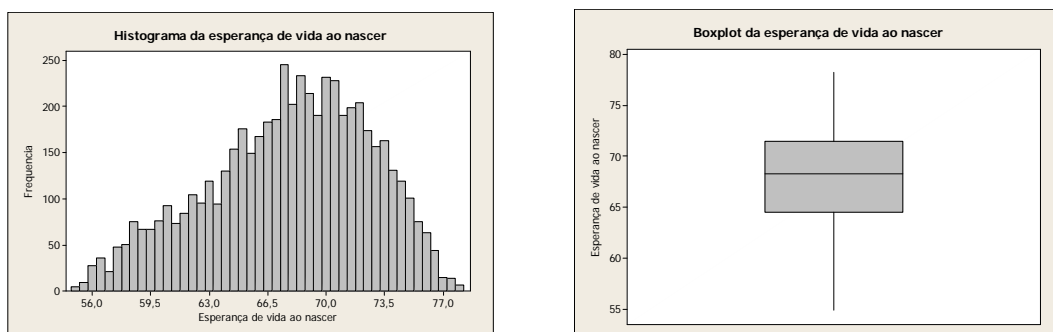 Histograma da esperança de vida ao nascer
250
200
150
100
50
0
Frequencia
56,0 59,5 63,0 66,5 70,0 73,5 77,0
Esperança de vida ao nascer
Boxplot da esperança de vida ao nascer
80
75
70
65
60
55
Esperança de vida ao nascer